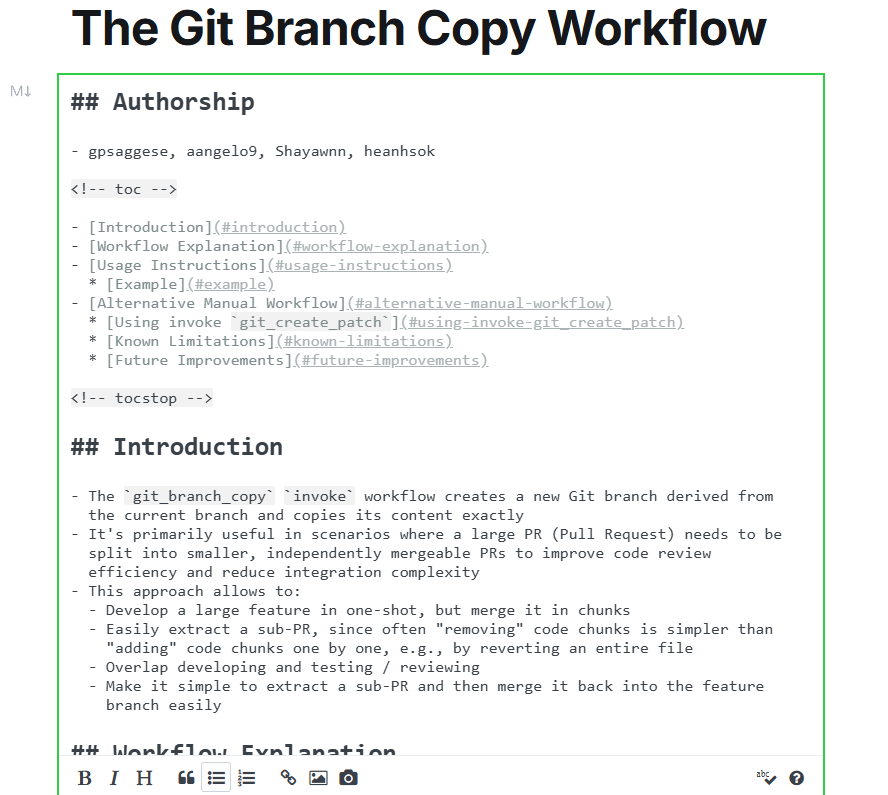 The Git Branch Copy Workflow
M↓
## Authorship
- gpsaggese, aangelo9, Shayawnn, heanhsok
<!-- toc -->
- [Introduction](#introduction)
- [Workflow Explanation](#workflow-explanation)
- [Usage Instructions](#usage-instructions)
* [Example](#example)
- [Alternative Manual Workflow](#alternative-manual-workflow)
* [Using invoke `git_create_patch`](#using-invoke-git_create_patch)
* [Known Limitations](#known-limitations)
* [Future Improvements](#future-improvements)
<!-- tocstop -->
## Introduction
- The `git_branch_copy` `invoke` workflow creates a new Git branch derived from
the current branch and copies its content exactly
- It's primarily useful in scenarios where a large PR (Pull Request) needs to be
split into smaller, independently mergeable PRs to improve code review
efficiency and reduce integration complexity
- This approach allows to:
- Develop a large feature in one-shot, but merge it in chunks
- Easily extract a sub-PR, since often "removing" code chunks is simpler than
"adding" code chunks one by one, e.g., by reverting an entire file
- Overlap developing and testing / reviewing
- Make it simple to extract a sub-PR and then merge it back into the feature
branch easily
## Workflow Explanation
B I H
abc